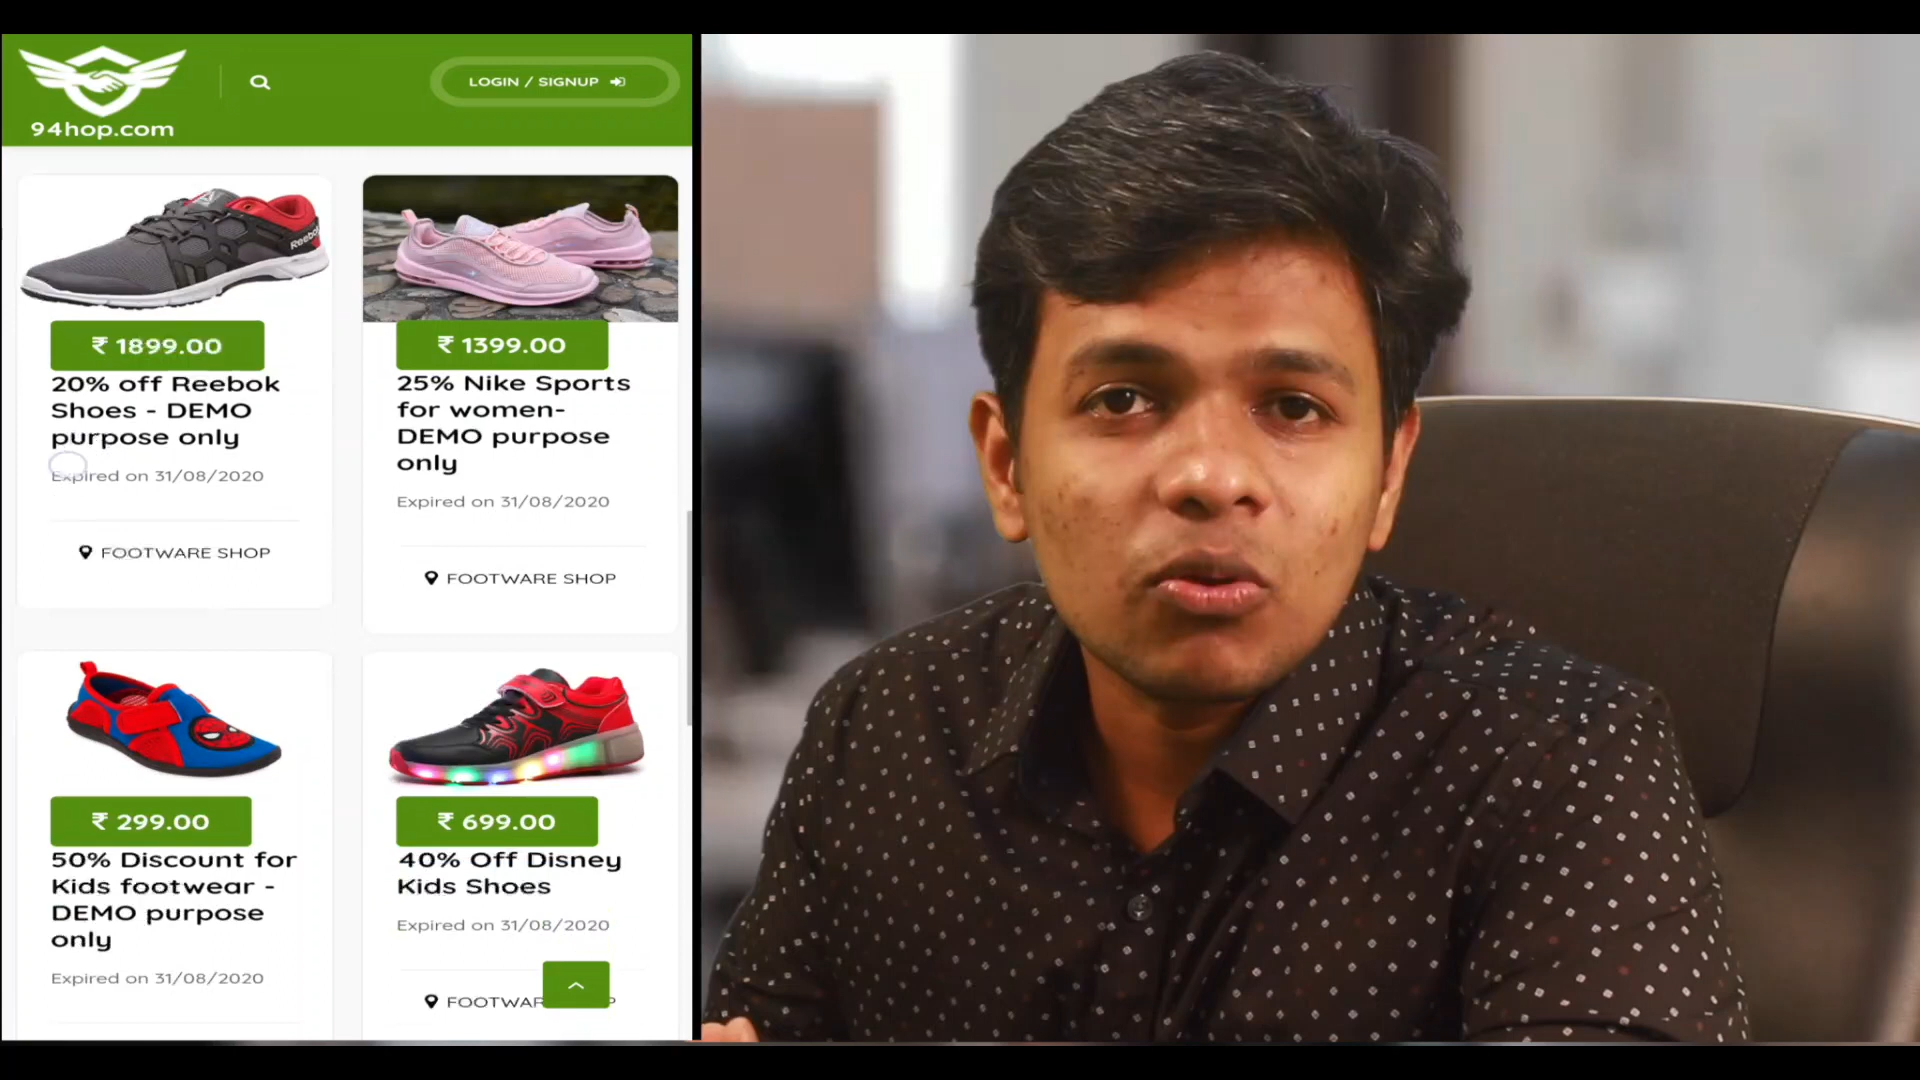 94hop.com
LOGIN / SIGNUP
Reebok
₹ 1899.00
20% off Reebok
Shoes - DEMO
purpose only
Expired on 31/08/2020
FOOTWARE SHOP
₹ 1399.00
25% Nike Sports
for women-
DEMO purpose
only
Expired on 31/08/2020
FOOTWARE SHOP
₹ 299.00
50% Discount for
Kids footwear -
DEMO purpose
only
Expired on 31/08/2020
₹ 699.00
40% Off Disney
Kids Shoes
Expired on 31/08/2020